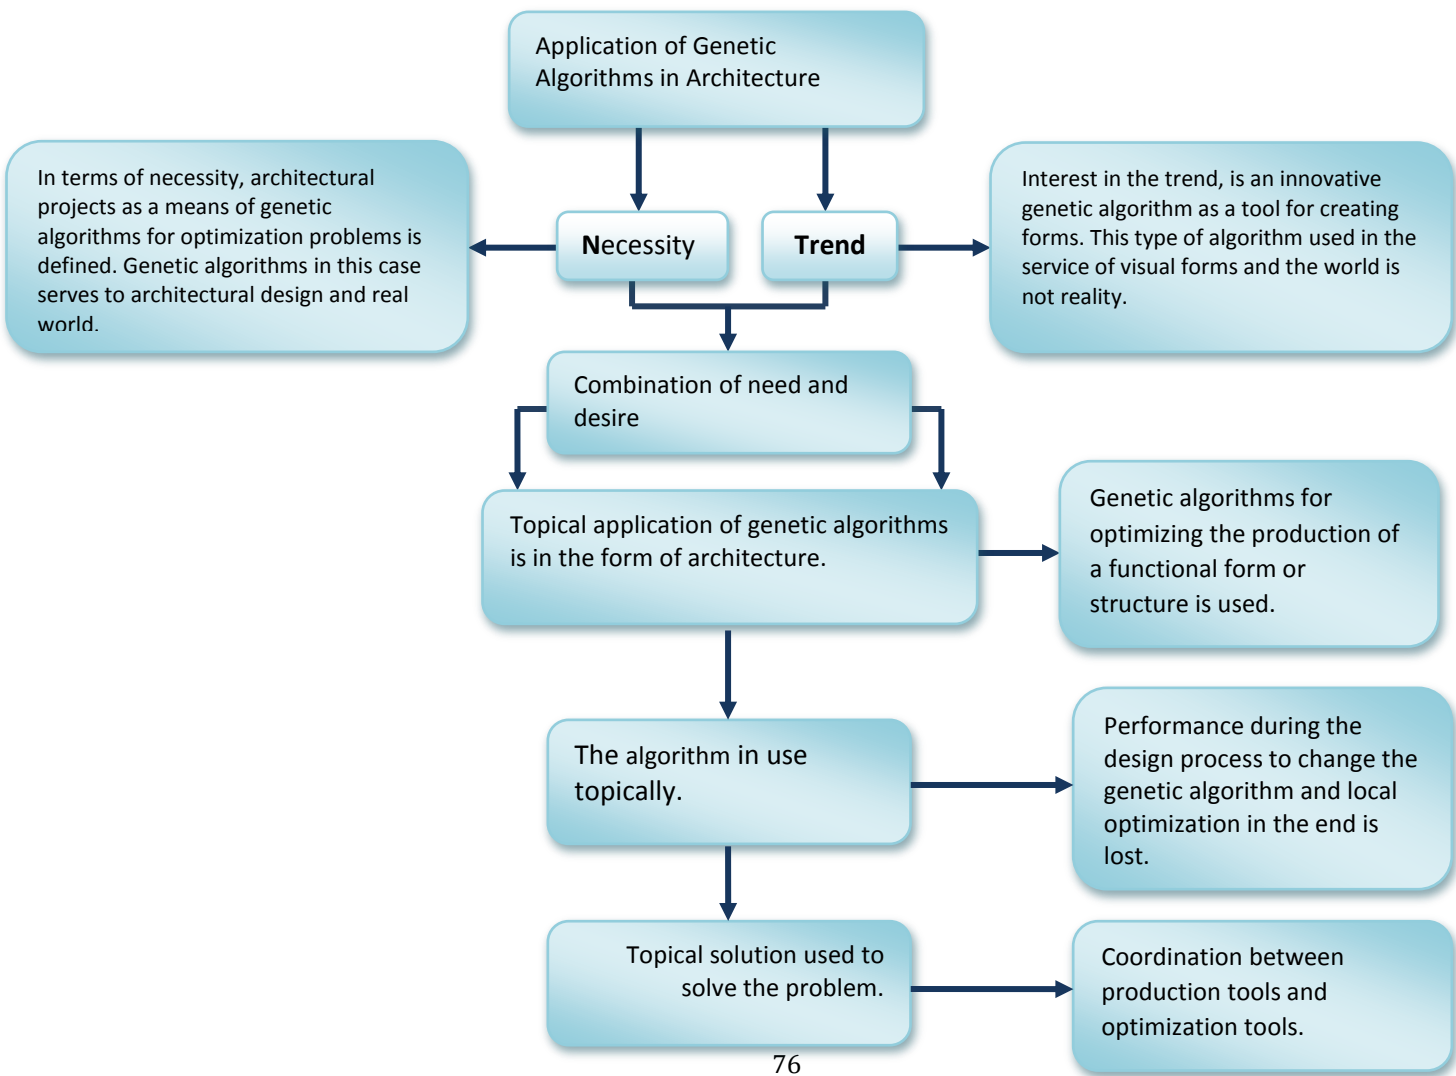 Application of Genetic
Algorithms in Architecture
In terms of necessity, architectural
projects as a means of genetic
algorithms for optimization problems is
defined. Genetic algorithms in this case
serves to architectural design and real
world.
Necessity
Trend
Interest in the trend, is an innovative
genetic algorithm as a tool for creating
forms. This type of algorithm used in the
service of visual forms and the world is
not reality.
Combination of need and
desire
Topical application of genetic algorithms
is in the form of architecture.
Genetic algorithms for
optimizing the production of
a functional form or
structure is used.
The algorithm in use
topically.
Performance during the
design process to change the
genetic algorithm and local
optimization in the end is
lost.
Topical solution used to
solve the problem.
Coordination between
production tools and
optimization tools.
76